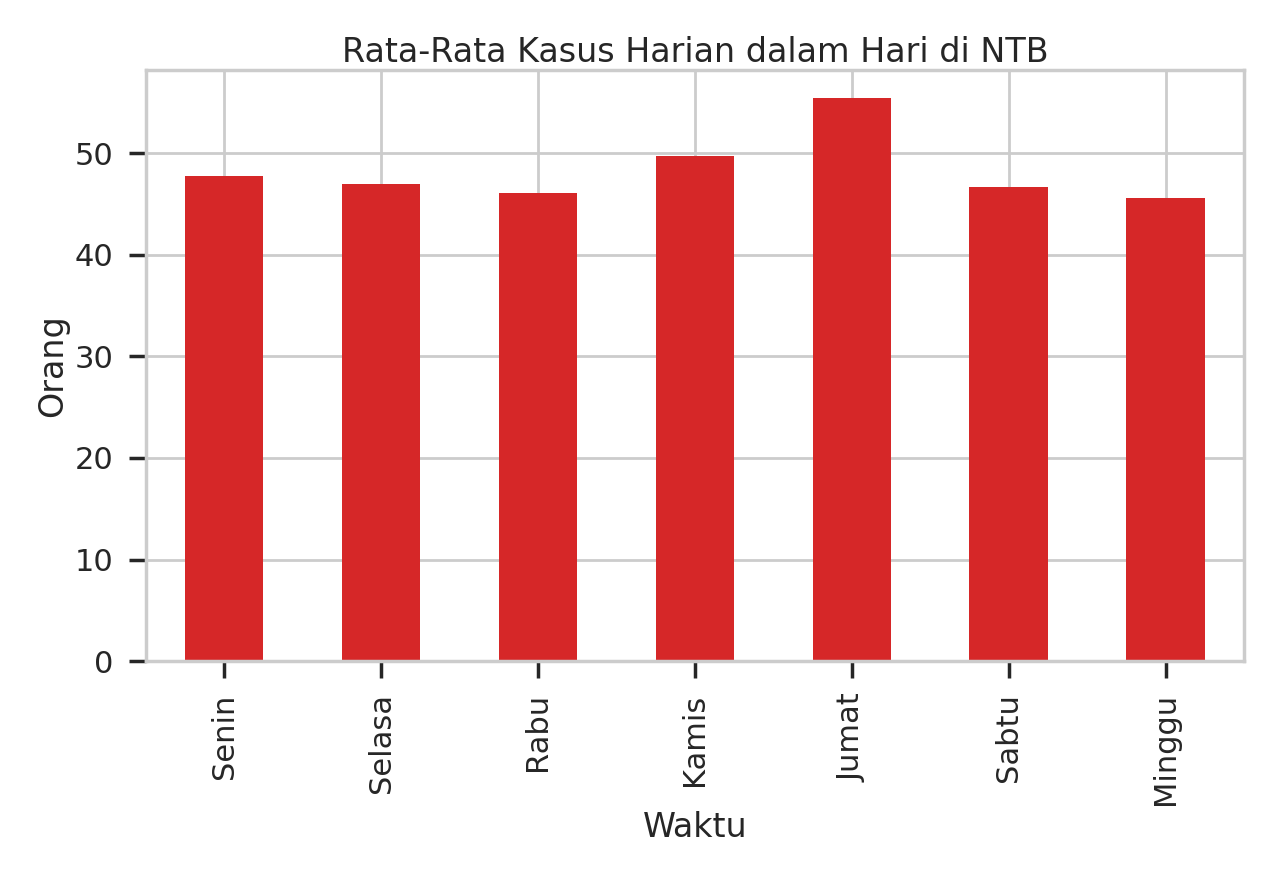 Rata-Rata Kasus Harian dalam Hari di NTB
Orang
50
40
30
20
10
0
Senin
Selasa
Rabu
Kamis
Jumat
Sabtu
Minggu
Waktu